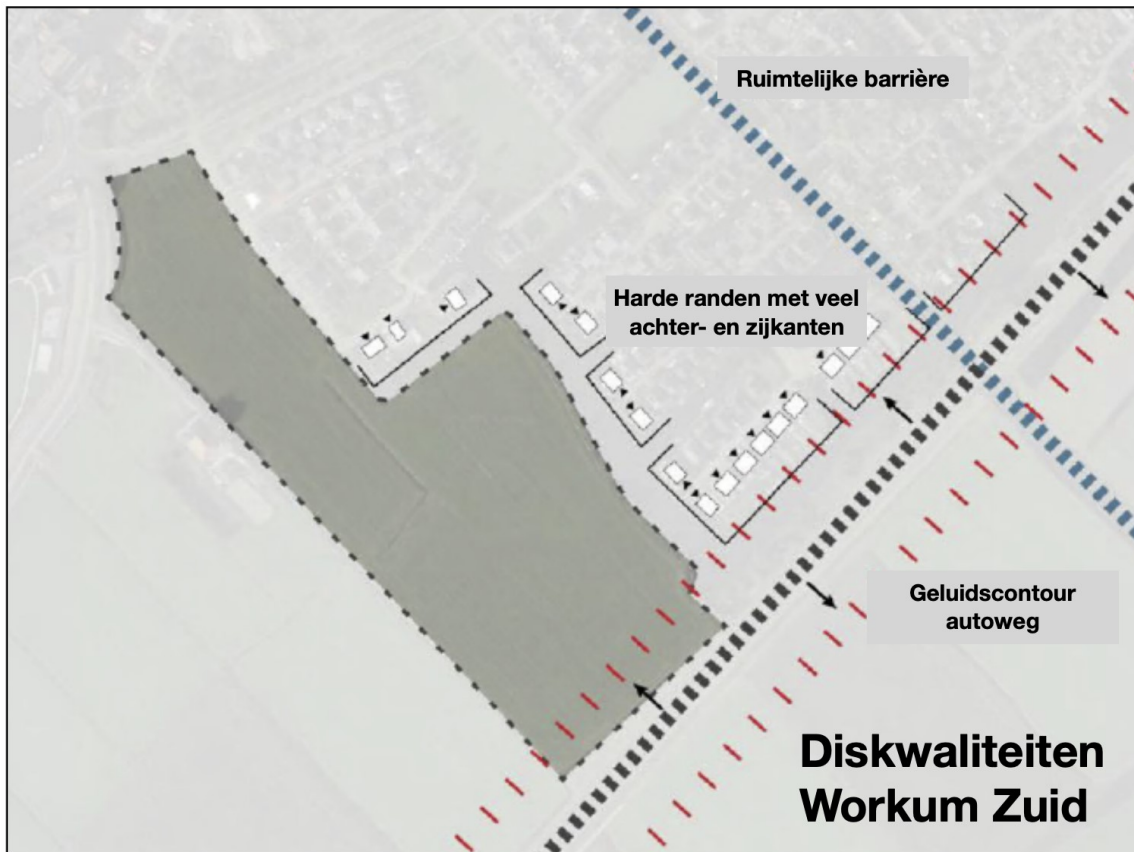 Ruimtelijke barrière
Harde randen met veel
achter- en zijkanten
Geluidscontour
autoweg
Diskwaliteiten
Workum Zuid